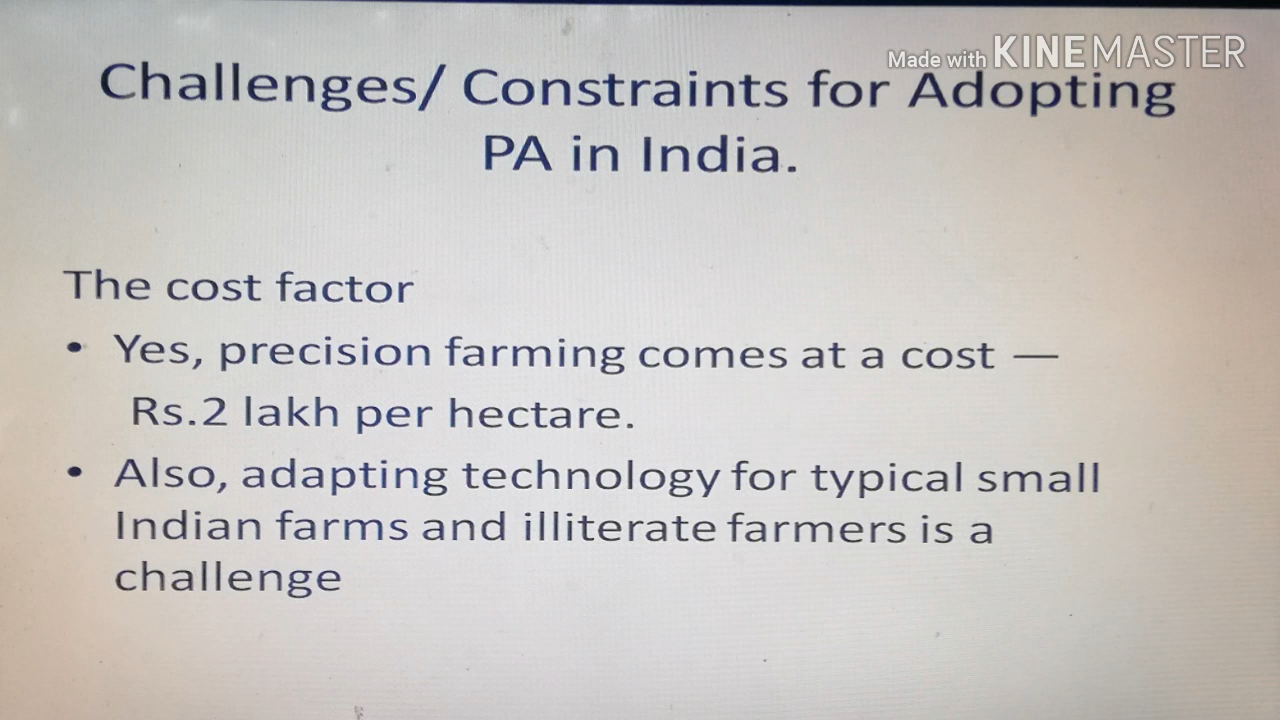 Made with KINEMASTER
Challenges/ Constraints for Adopting
PA in India.
The cost factor
• Yes, precision farming comes at a cost —
Rs.2 lakh per hectare.
• Also, adapting technology for typical small
Indian farms and illiterate farmers is a
challenge